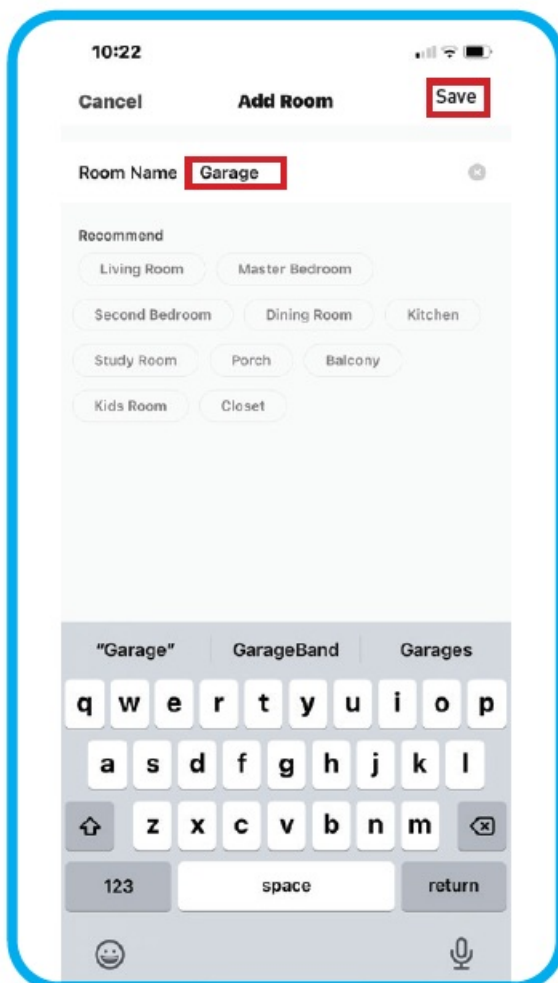 10:22
Cancel Add Room Save
Room Name Garage
Recommend
Living Room Master Bedroom
Second Bedroom Dining Room Kitchen
Study Room Porch Balcony
Kids Room Closet
"Garage" GarageBand Garages
q w e r t y u i o p
a s d f g h j k l
z x c v b n m
123 space return